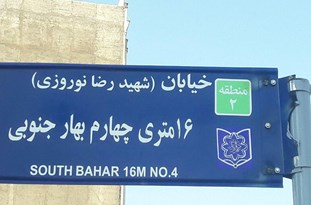 خیابان (شهید رضا نوروزی)
منطقه
۲
۱۶متری چهارم بهار جنوبی
SOUTH BAHAR 16M NO.4